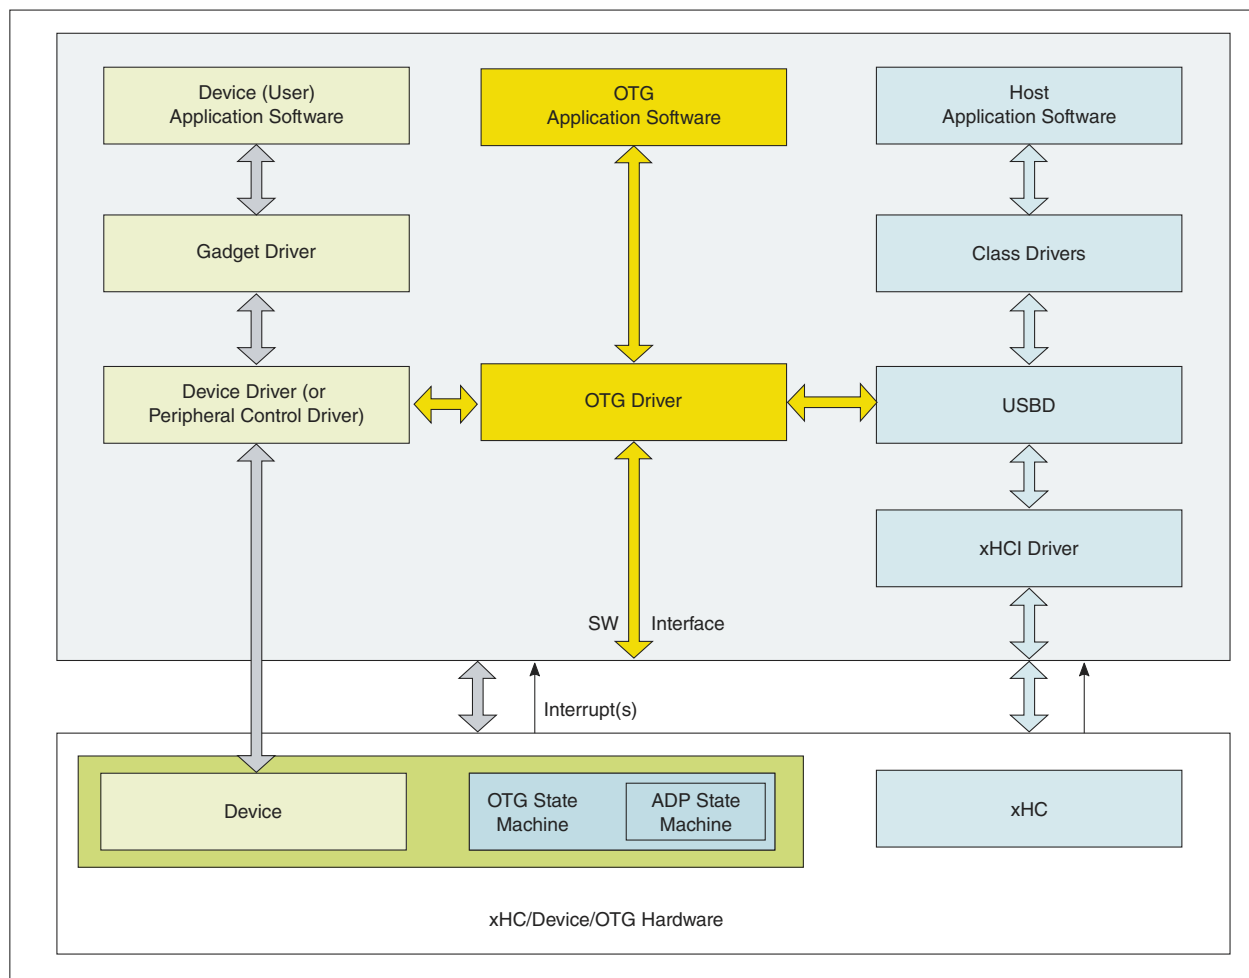 Device (User)
Application Software
OTG
Application Software
Host
Application Software
Gadget Driver
Class Drivers
Device Driver (or
Peripheral Control Driver)
OTG Driver
USBD
xHCI Driver
SW Interface
Interrupt(s)
Device
OTG State
Machine
ADP State
Machine
xHC
xHC/Device/OTG Hardware